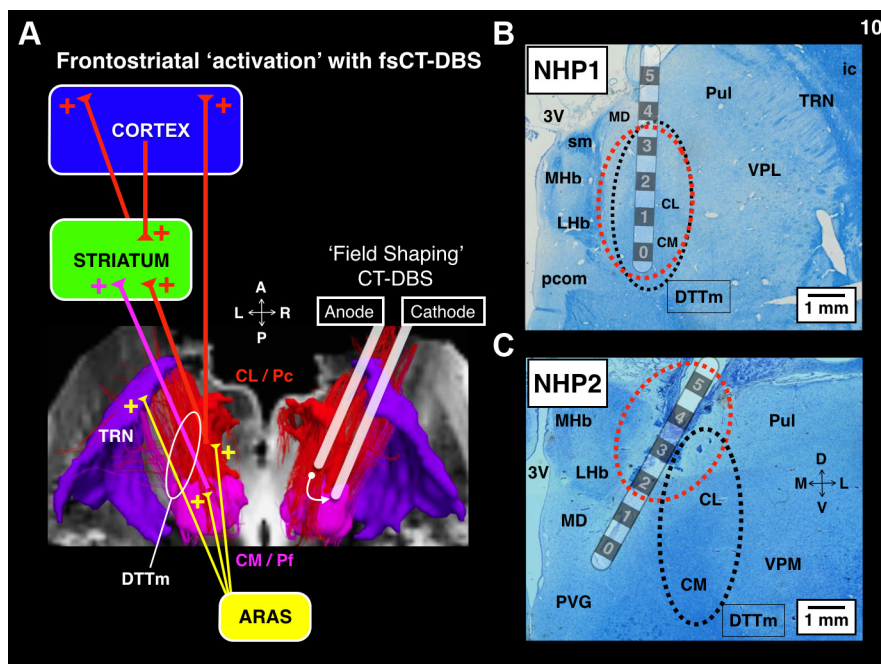 10
A
Frontostriatal ‘activation’ with fsCT-DBS
+
+
CORTEX
+
STRIATUM
+
+
‘Field Shaping’
CT-DBS
A
L R
P
Anode
Cathode
CL / Pc
+
TRN
+
+
CM / Pf
DTTm
ARAS
B
NHP1
5
4
3
2
1
0
3V
MD
sm
MHb
LHb
pcom
Pul
ic
TRN
VPL
CL
CM
DTTm
1 mm
C
NHP2
5
4
3
2
1
0
MHb
Pul
3V
LHb
D
M L
V
CL
MD
VPM
CM
PVG
DTTm
1 mm